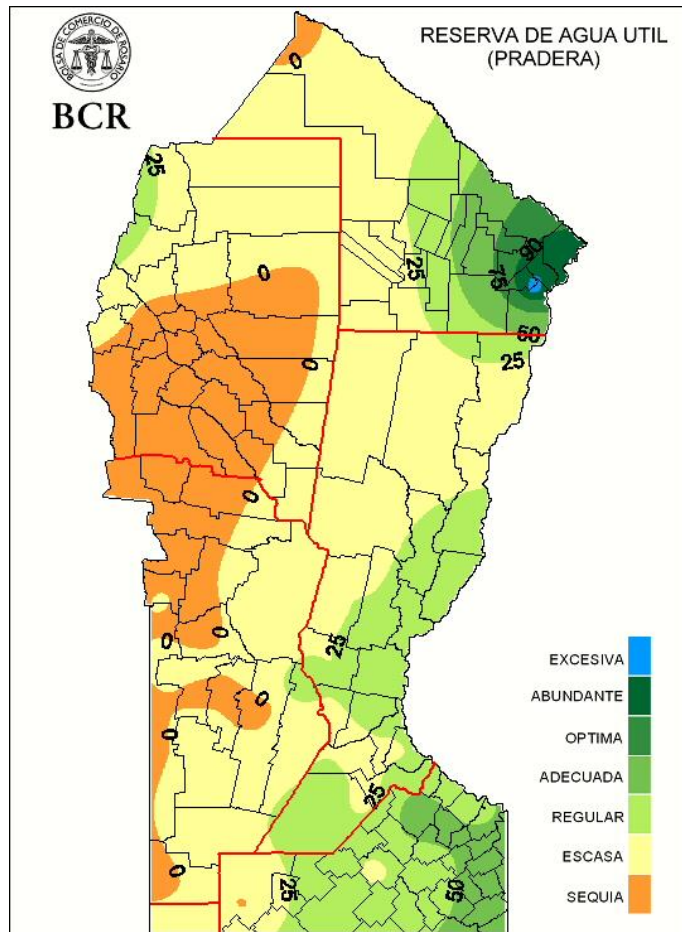 BOLSA DE COMERCIO DE ROSARIO
BCR
RESERVA DE AGUA UTIL
(PRADERA)
0
25
0
25
75
90
50
25
0
0
25
0
0
0
0
25
0
25
50
EXCESIVA
ABUNDANTE
OPTIMA
ADECUADA
REGULAR
ESCASA
SEQUIA